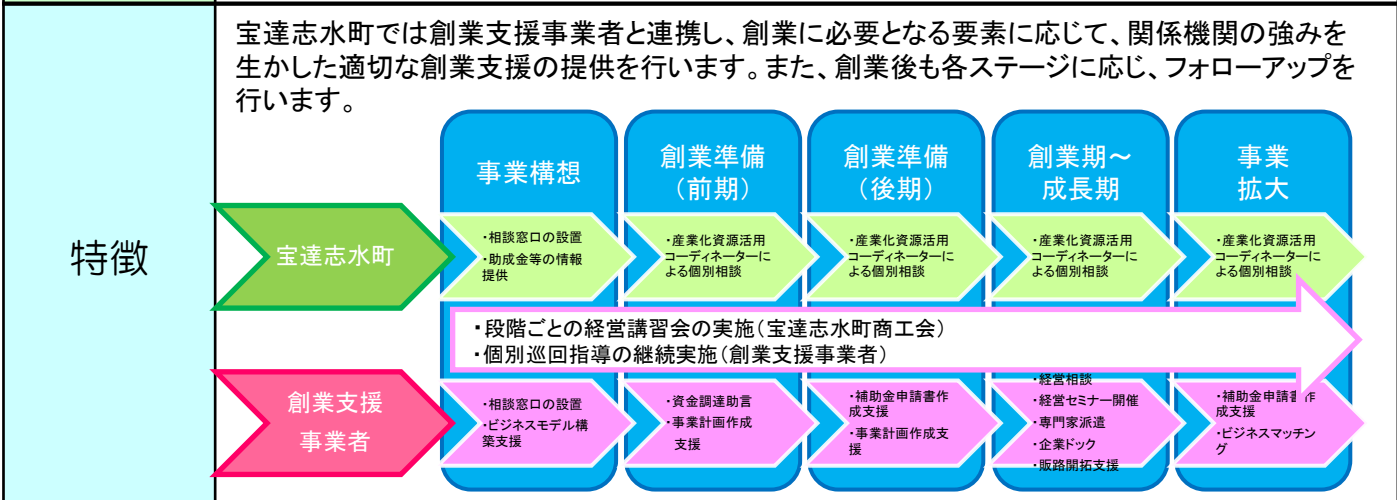 宝達志水町では創業支援事業者と連携し、創業に必要となる要素に応じて、関係機関の強みを
生かした適切な創業支援の提供を行います。また、創業後も各ステージに応じ、フォローアップを
行います。
特徴
事業構想
創業準備
（前期）
創業準備
（後期）
創業期～
成長期
事業
拡大
宝達志水町
・相談窓口の設置
・助成金等の情報
提供
・産業化資源活用
コーディネーターに
よる個別相談
・産業化資源活用
コーディネーターに
よる個別相談
・産業化資源活用
コーディネーターに
よる個別相談
・産業化資源活用
コーディネーターに
よる個別相談
・段階ごとの経営講習会の実施（宝達志水町商工会）
・個別巡回指導の継続実施（創業支援事業者）
創業支援
事業者
・相談窓口の設置
・ビジネスモデル構
築支援
・資金調達助言
・事業計画作成
支援
・補助金申請書作
成支援
・事業計画作成支
援
・経営相談
・経営セミナー開催
・専門家派遣
・企業ドック
・販路開拓支援
・補助金申請書作
成支援
・ビジネスマッチン
グ